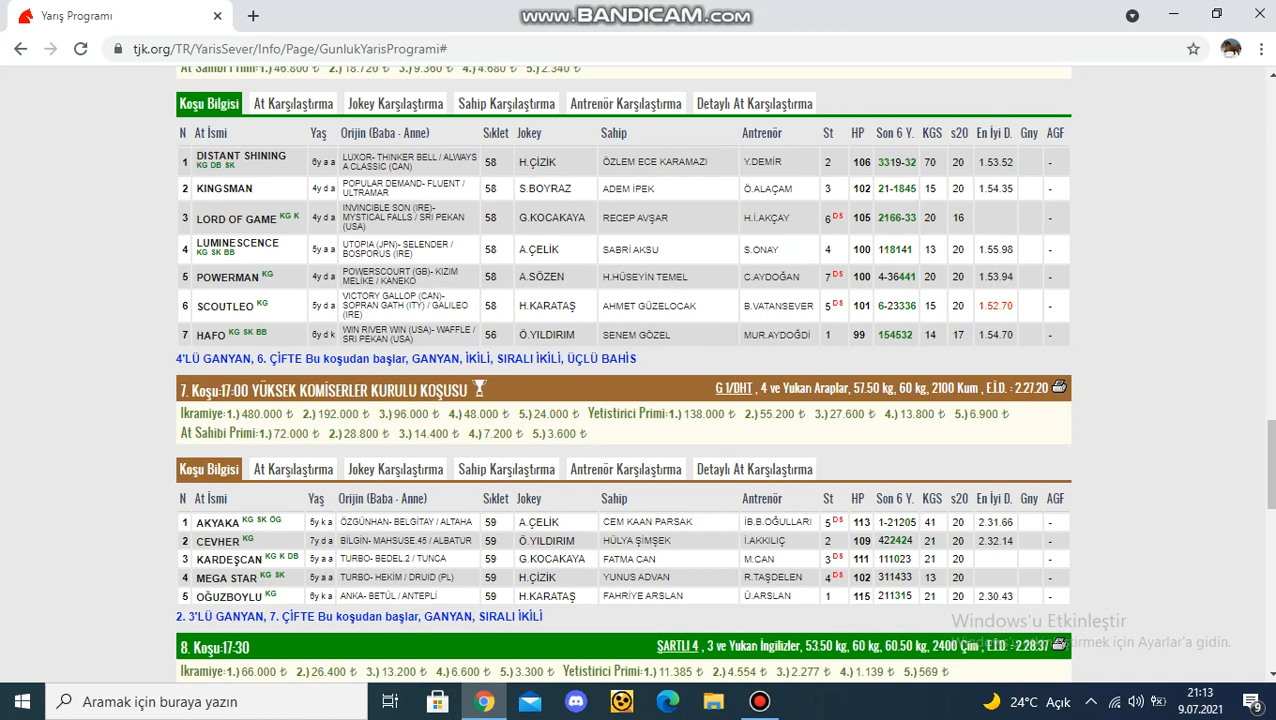 www.BANDICAM.com
Yarış Programı
tjk.org/TR/YarisSever/Info/Page/GunlukYarisProgrami#
At Sahibi Primi:1.) 46.800 ₺ 2.) 18.720 ₺ 3.) 9.360 ₺ 4.) 4.680 ₺ 5.) 2.340 ₺
Koşu Bilgisi At Karşılaştırma Jokey Karşılaştırma Sahip Karşılaştırma Antrenör Karşılaştırma Detaylı At Karşılaştırma
N At İsmi Yaş Orijin (Baba - Anne) Sıklet Jokey Sahip Antrenör St HP Son 6 Y. KGS s20 En İyi D. Gny AGF
1 DISTANT SHINING KG DB SK 6y a a LUXOR- THINKER BELL / ALWAYS A CLASSIC (CAN) 58 H.ÇİZİK ÖZLEM ECE KARAMAZI Y.DEMİR 2 106 3319-32 70 20 1.53.52 -
2 KINGSMAN 4y d a POPULAR DEMAND- FLUENT / ULTRAMAR 58 S.BOYRAZ ADEM İPEK Ö.ALAÇAM 3 102 21-1845 15 20 1.54.35 -
3 LORD OF GAME KG K 4y d a INVINCIBLE SON (IRE)- MYSTICAL FALLS / SRI PEKAN (USA) 58 G.KOCAKAYA RECEP AVŞAR H.İ.AKÇAY 6 DS 105 2166-33 20 16 -
4 LUMINESCENCE KG SK BB 5y a a UTOPIA (JPN)- SELENDER / BOSPORUS (IRE) 58 A.ÇELİK SABRİ AKSU S.ONAY 4 100 118141 13 20 1.55.98 -
5 POWERMAN KG 4y d a POWERSCOURT (GB)- KIZIM MELİKE / KANEKO 58 A.SÖZEN H.HÜSEYİN TEMEL C.AYDOĞAN 7 DS 100 4-36441 20 20 1.53.94 -
6 SCOUTLEO KG 5y d a VICTORY GALLOP (CAN)- SOPRAN GATH (ITY) / GALILEO (IRE) 58 H.KARATAŞ AHMET GÜZELOCAK B.VATANSEVER 5 DS 101 6-23336 15 20 1.52.70 -
7 HAFO KG SK BB 6y d k WIN RIVER WIN (USA)- WAFFLE / SRI PEKAN (USA) 56 Ö.YILDIRIM SENEM GÖZEL MUR.AYDOĞDİ 1 99 154532 14 17 1.54.70 -
4'LÜ GANYAN, 6. ÇİFTE Bu koşudan başlar, GANYAN, İKİLİ, SIRALI İKİLİ, ÜÇLÜ BAHİS
7. Koşu:17:00 YÜKSEK KOMİSERLER KURULU KOŞUSU G 1/DHT , 4 ve Yukarı Araplar, 57.50 kg, 60 kg, 2100 Kum , E.İ.D. : 2.27.20
Ikramiye:1.) 480.000 ₺ 2.) 192.000 ₺ 3.) 96.000 ₺ 4.) 48.000 ₺ 5.) 24.000 ₺ Yetistirici Primi:1.) 138.000 ₺ 2.) 55.200 ₺ 3.) 27.600 ₺ 4.) 13.800 ₺ 5.) 6.900 ₺
At Sahibi Primi:1.) 72.000 ₺ 2.) 28.800 ₺ 3.) 14.400 ₺ 4.) 7.200 ₺ 5.) 3.600 ₺
Koşu Bilgisi At Karşılaştırma Jokey Karşılaştırma Sahip Karşılaştırma Antrenör Karşılaştırma Detaylı At Karşılaştırma
N At İsmi Yaş Orijin (Baba - Anne) Sıklet Jokey Sahip Antrenör St HP Son 6 Y. KGS s20 En İyi D. Gny AGF
1 AKYAKA KG SK ÖG 5y k a ÖZGÜNHAN- BELGİTAY / ALTAHA 59 A.ÇELİK CEM KAAN PARSAK İB.B.OĞULLARI 5 DS 113 1-21205 41 20 2.31.66 -
2 CEVHER KG 7y d a BİLGİN- MAHSUSE.45 / ALBATUR 59 Ö.YILDIRIM HÜLYA ŞİMŞEK İ.AKKILIÇ 2 109 422424 21 20 2.32.14 -
3 KARDEŞCAN KG K DB 5y a a TURBO- BEDEL.2 / TUNCA 59 G.KOCAKAYA FATMA CAN M.CAN 3 DS 111 111023 21 20 -
4 MEGA STAR KG SK 5y a a TURBO- HEKİM / DRUID (PL) 59 H.ÇİZİK YUNUS ADVAN R.TAŞDELEN 4 DS 102 311433 13 20 -
5 OĞUZBOYLU KG 6y k a ANKA- BETÜL / ANTEPLİ 59 H.KARATAŞ FAHRİYE ARSLAN Ü.ARSLAN 1 115 211315 21 20 2.30.43 -
2. 3'LÜ GANYAN, 7. ÇİFTE Bu koşudan başlar, GANYAN, SIRALI İKİLİ
Windows'u Etkinleştir
Windows'u etkinleştirmek için Ayarlar'a gidin.
8. Koşu:17:30 ŞARTLI 4 , 3 ve Yukarı İngilizler, 53.50 kg, 60 kg, 60.50 kg, 2400 Çim , E.İ.D. : 2.28.37
Ikramiye:1.) 66.000 ₺ 2.) 26.400 ₺ 3.) 13.200 ₺ 4.) 6.600 ₺ 5.) 3.300 ₺ Yetistirici Primi:1.) 11.385 ₺ 2.) 4.554 ₺ 3.) 2.277 ₺ 4.) 1.139 ₺ 5.) 569 ₺
Aramak için buraya yazın
24°C Açık
21:13
9.07.2021
9